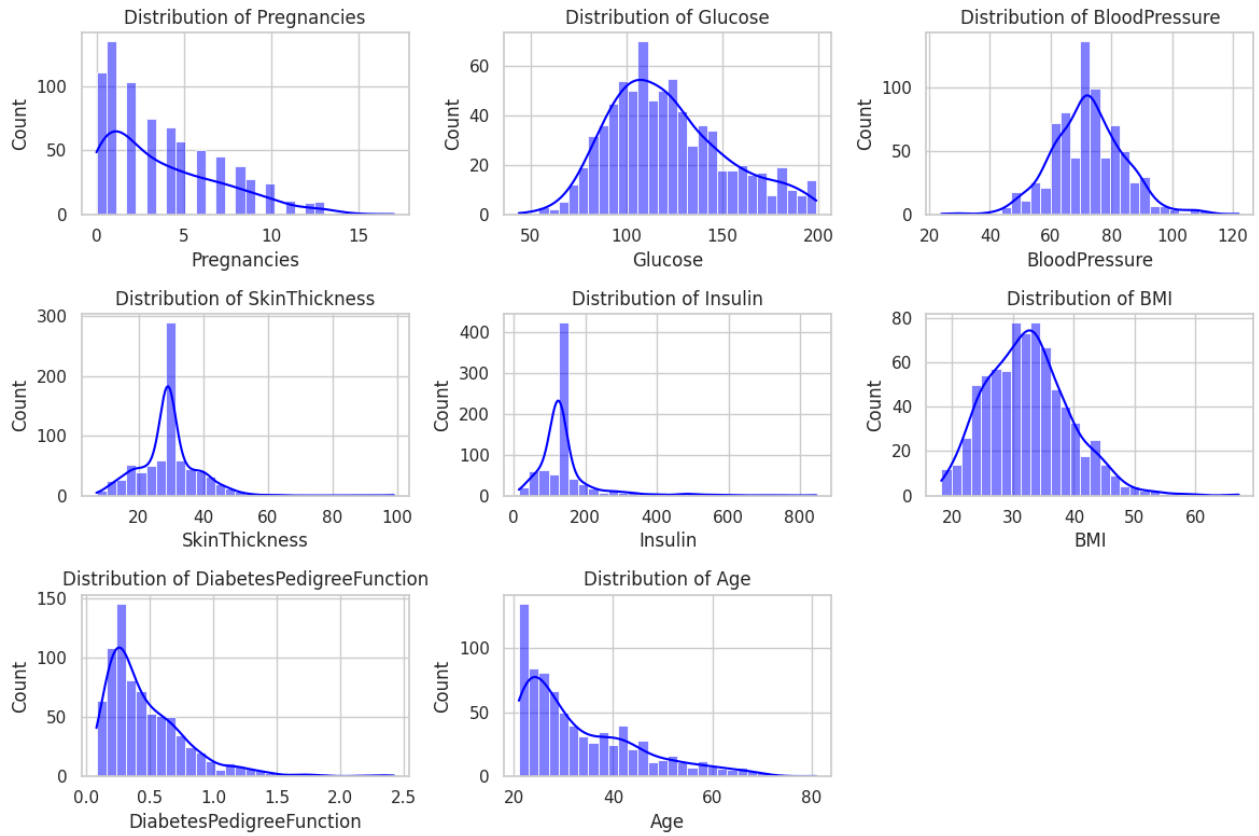 Distribution of Pregnancies
Count
100
50
0
0 5 10 15
Pregnancies
Distribution of Glucose
Count
60
40
20
0
50 100 150 200
Glucose
Distribution of BloodPressure
Count
100
50
0
20 40 60 80 100 120
BloodPressure
Distribution of SkinThickness
Count
300
200
100
0
20 40 60 80 100
SkinThickness
Distribution of Insulin
Count
400
300
200
100
0
0 200 400 600 800
Insulin
Distribution of BMI
Count
80
60
40
20
0
20 30 40 50 60
BMI
Distribution of DiabetesPedigreeFunction
Count
150
100
50
0
0.0 0.5 1.0 1.5 2.0 2.5
DiabetesPedigreeFunction
Distribution of Age
Count
100
50
0
20 40 60 80
Age